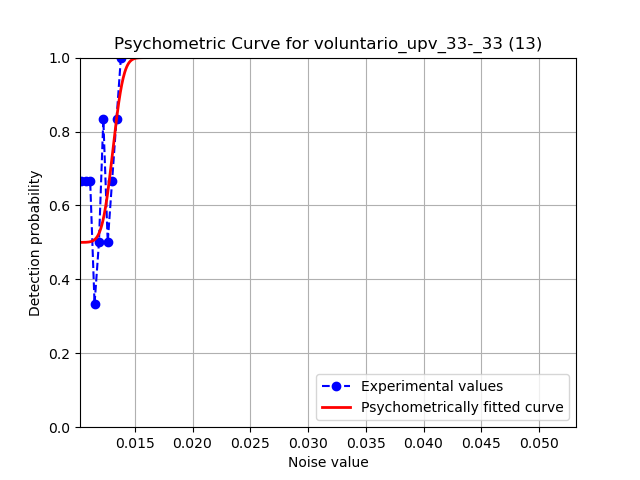 Psychometric Curve for voluntario_upv_33-_33 (13)
1.0
0.8
0.6
0.4
0.2
0.0
Detection probability
0.015 0.020 0.025 0.030 0.035 0.040 0.045 0.050
Noise value
Experimental values
Psychometrically fitted curve